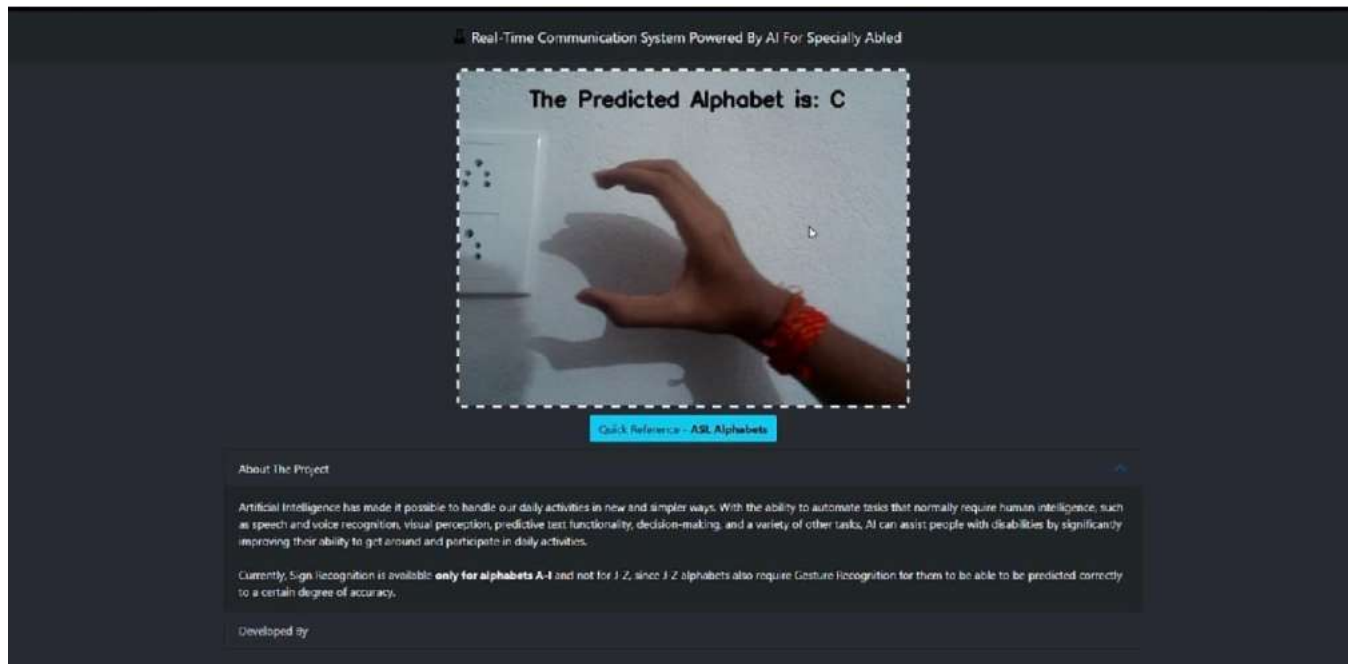 Real-Time Communication System Powered By AI For Specially Abled
The Predicted Alphabet is: C
Quick Reference - ASL Alphabets
About The Project
Artificial Intelligence has made it possible to handle our daily activities in new and simpler ways. With the ability to automate tasks that normally require human intelligence, such
as speech and voice recognition, visual perception, predictive text functionality, decision-making, and a variety of other tasks, AI can assist people with disabilities by significantly
improving their ability to get around and participate in daily activities.
Currently, Sign Recognition is available only for alphabets A-I and not for J-Z, since J-Z alphabets also require Gesture Recognition for them to be able to be predicted correctly
to a certain degree of accuracy.
Developed By